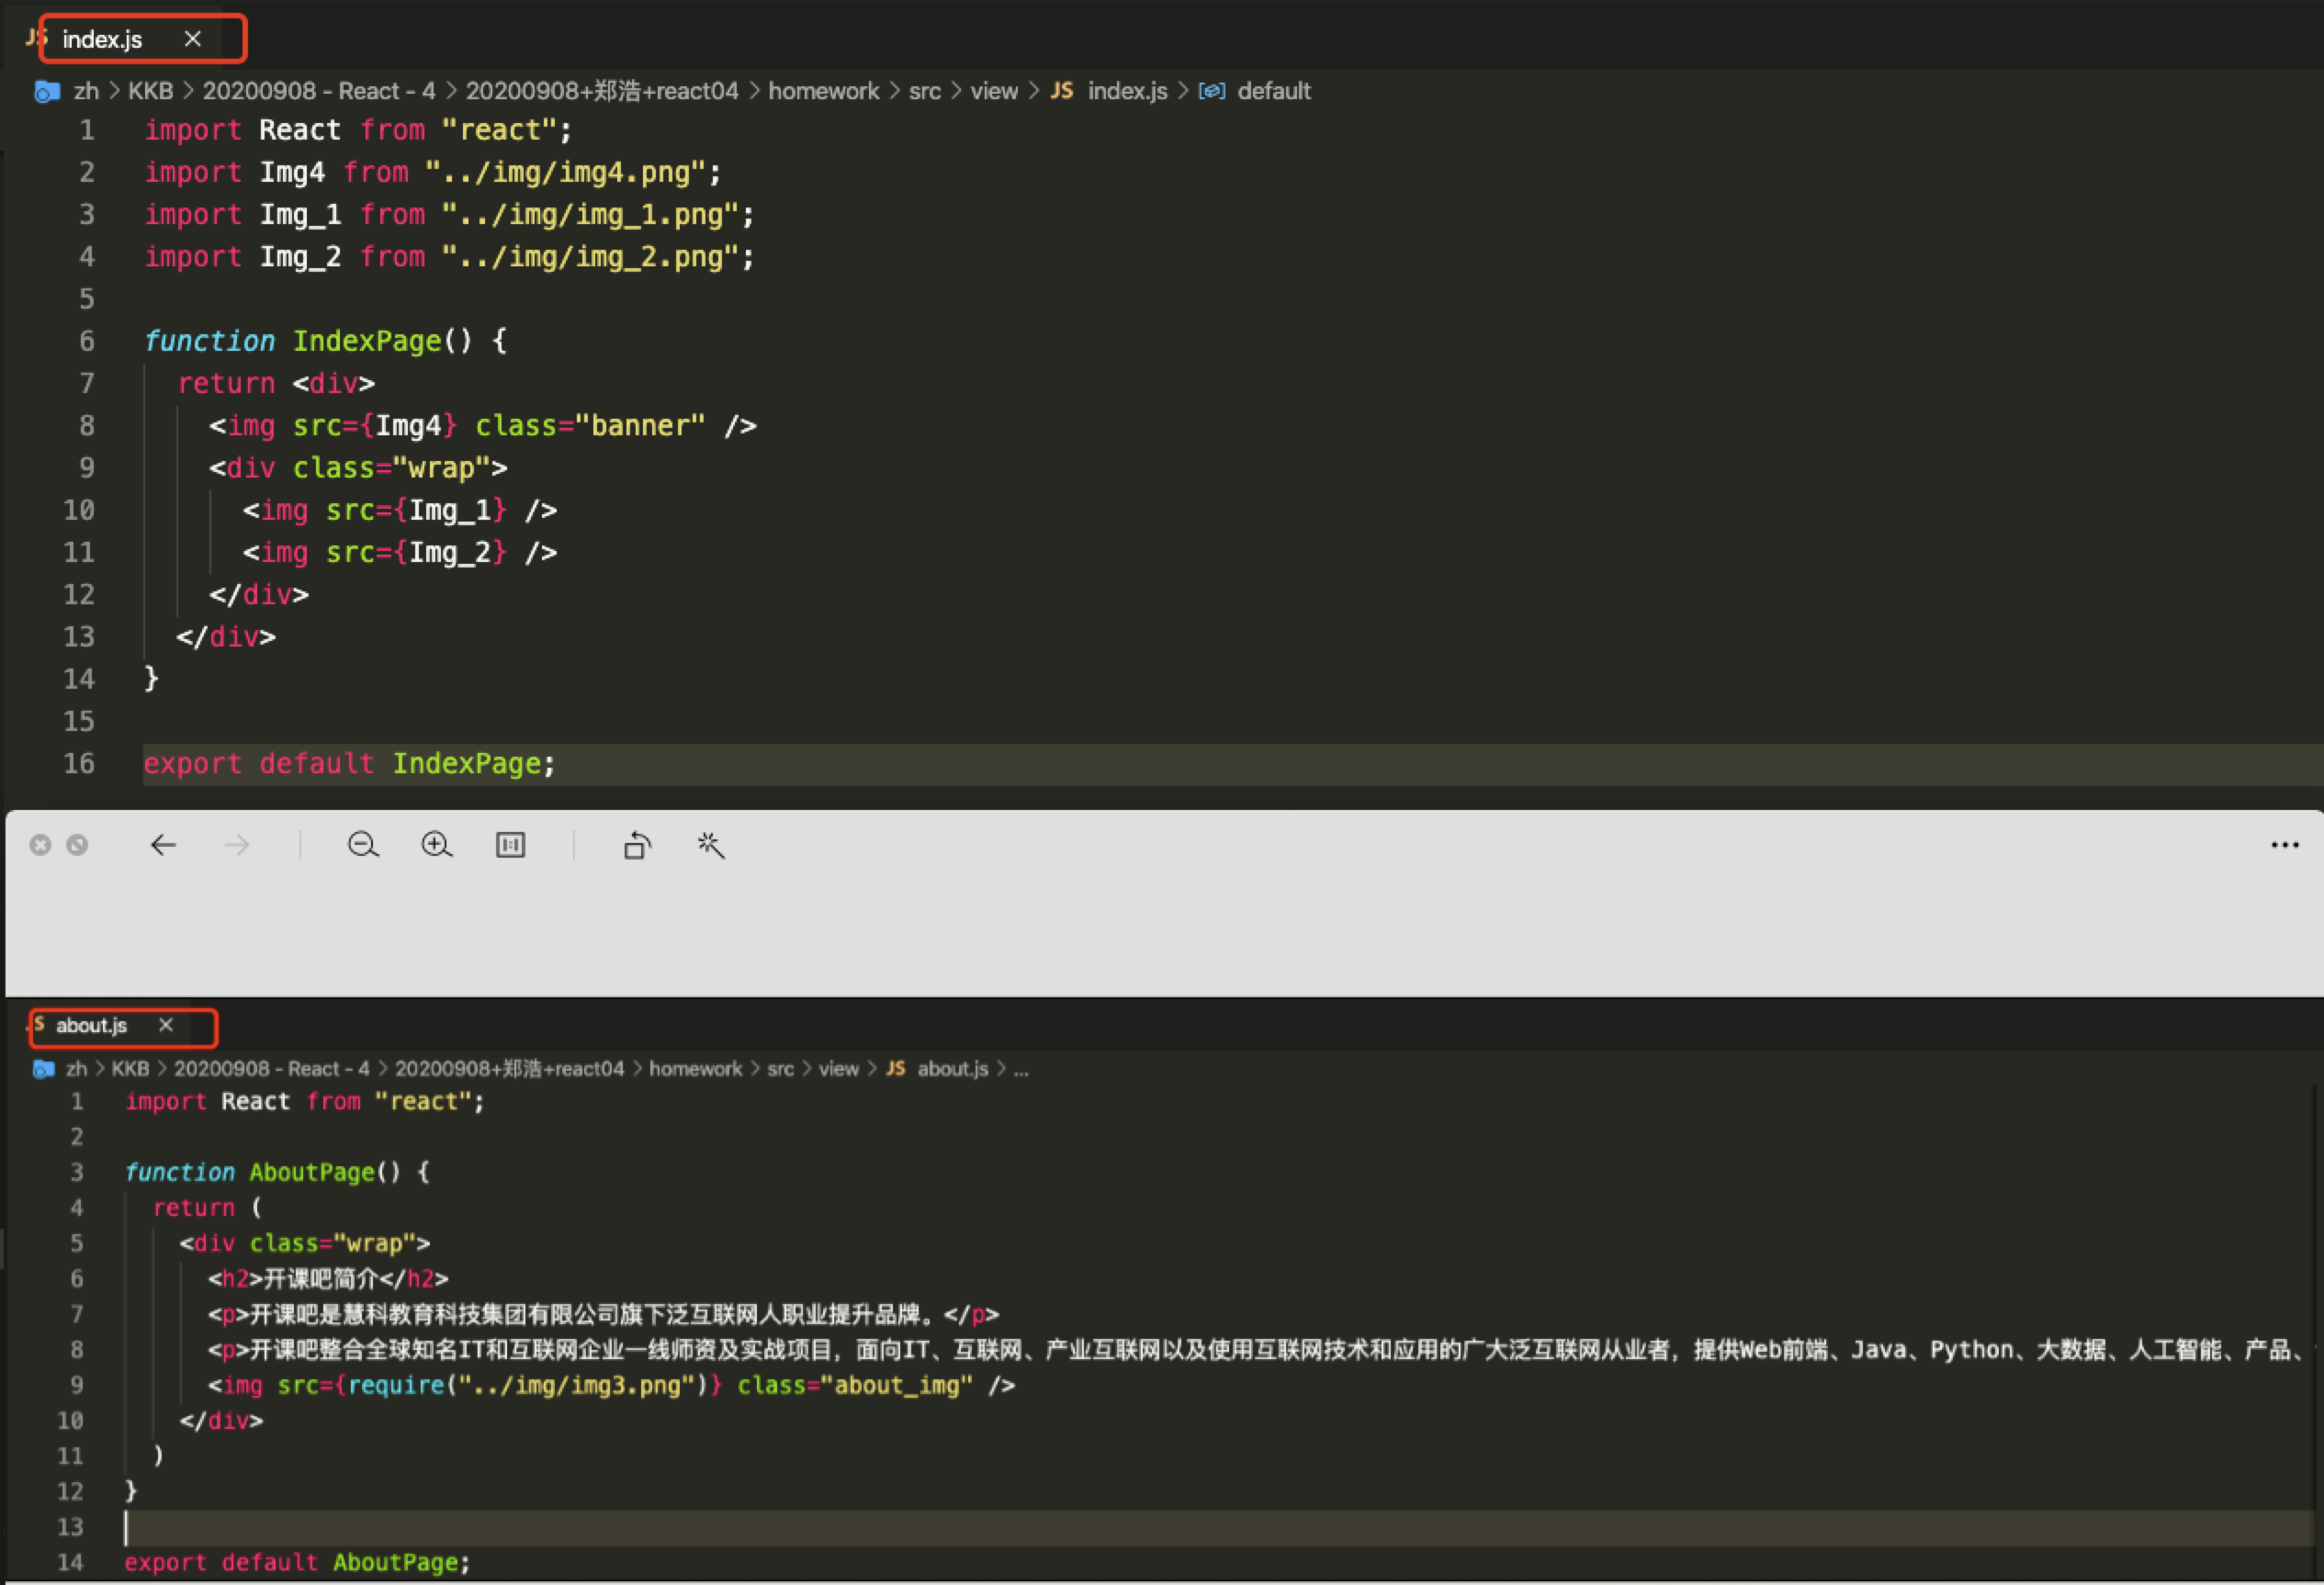 JS index.js
zh > KKB > 20200908 - React - 4 > 20200908+郑浩+react04 > homework > src > view > JS index.js > default
1 import React from "react";
2 import Img4 from "../img/img4.png";
3 import Img_1 from "../img/img_1.png";
4 import Img_2 from "../img/img_2.png";
5
6 function IndexPage() {
7 return <div>
8 <img src={Img4} class="banner" />
9 <div class="wrap">
10 <img src={Img_1} />
11 <img src={Img_2} />
12 </div>
13 </div>
14 }
15
16 export default IndexPage;
JS about.js
zh > KKB > 20200908 - React - 4 > 20200908+郑浩+react04 > homework > src > view > JS about.js > ...
1 import React from "react";
2
3 function AboutPage() {
4 return (
5 <div class="wrap">
6 <h2>开课吧简介</h2>
7 <p>开课吧是慧科教育科技集团有限公司旗下泛互联网人职业提升品牌。</p>
8 <p>开课吧整合全球知名IT和互联网企业一线师资及实战项目，面向IT、互联网、产业互联网以及使用互联网技术和应用的广大泛互联网从业者，提供Web前端、Java、Python、大数据、人工智能、产品、
9 <img src={require("../img/img3.png")} class="about_img" />
10 </div>
11 )
12 }
13
14 export default AboutPage;